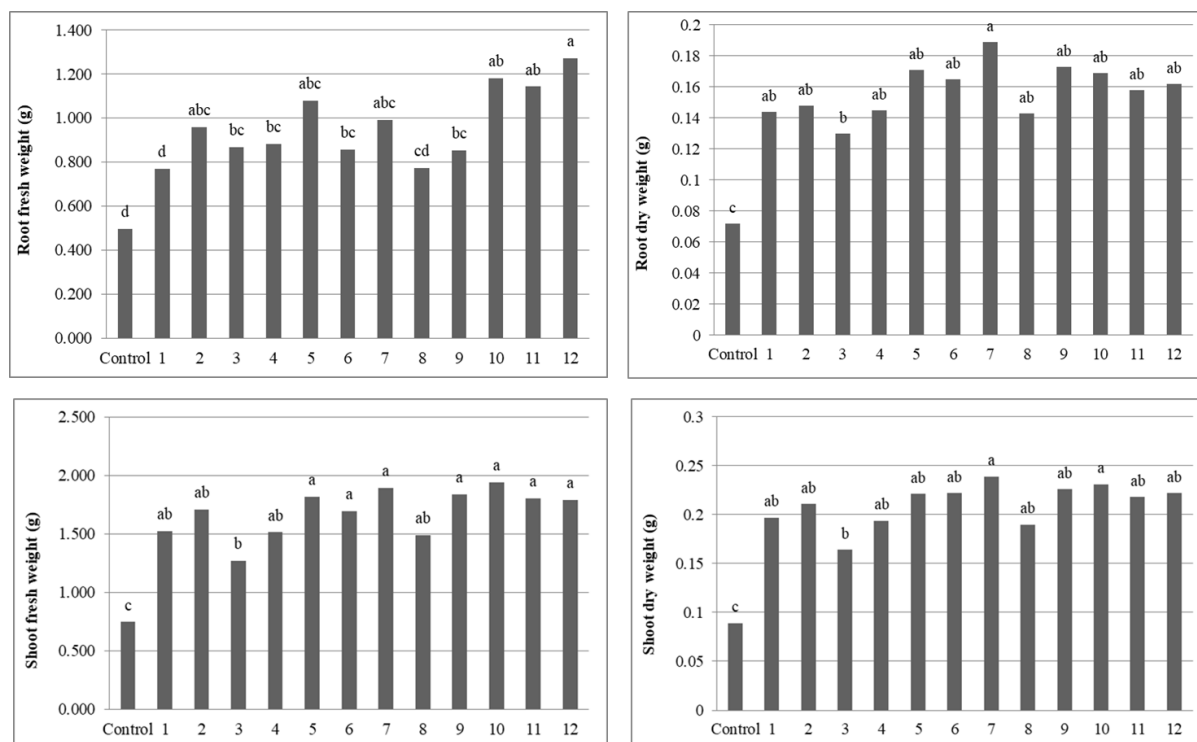 Root fresh weight (g)
1.400
1.200
1.000
0.800
0.600
0.400
0.200
0.000
d
d
abc
bc
bc
abc
bc
abc
cd
bc
ab
ab
a
Control 1 2 3 4 5 6 7 8 9 10 11 12
Root dry weight (g)
0.2
0.18
0.16
0.14
0.12
0.1
0.08
0.06
0.04
0.02
0
c
ab
ab
b
ab
ab
ab
a
ab
ab
ab
ab
ab
Control 1 2 3 4 5 6 7 8 9 10 11 12
Shoot fresh weight (g)
2.500
2.000
1.500
1.000
0.500
0.000
c
ab
ab
b
ab
a
a
a
ab
a
a
a
a
Control 1 2 3 4 5 6 7 8 9 10 11 12
Shoot dry weight (g)
0.3
0.25
0.2
0.15
0.1
0.05
0
c
ab
ab
b
ab
ab
ab
a
ab
ab
a
ab
ab
Control 1 2 3 4 5 6 7 8 9 10 11 12